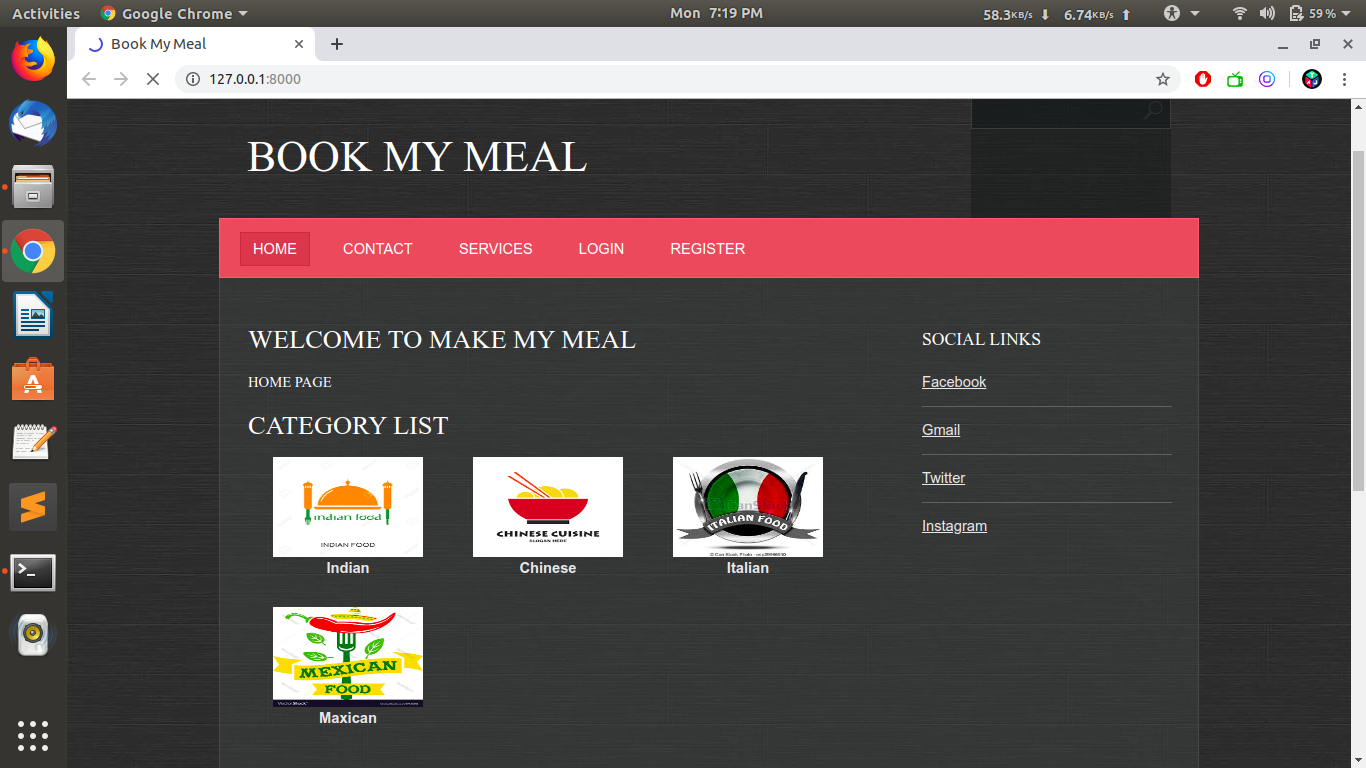 Activities Google Chrome Mon 7:19 PM 58.3KB/s 6.74KB/s 59 %
Book My Meal
127.0.0.1:8000
BOOK MY MEAL
HOME CONTACT SERVICES LOGIN REGISTER
WELCOME TO MAKE MY MEAL
HOME PAGE
CATEGORY LIST
indian food
INDIAN FOOD
CHINESE CUISINE
SLOGAN HERE
ITALIAN FOOD
Indian Chinese Italian
MEXICAN
FOOD
VectorStock
Maxican
SOCIAL LINKS
Facebook
Gmail
Twitter
Instagram